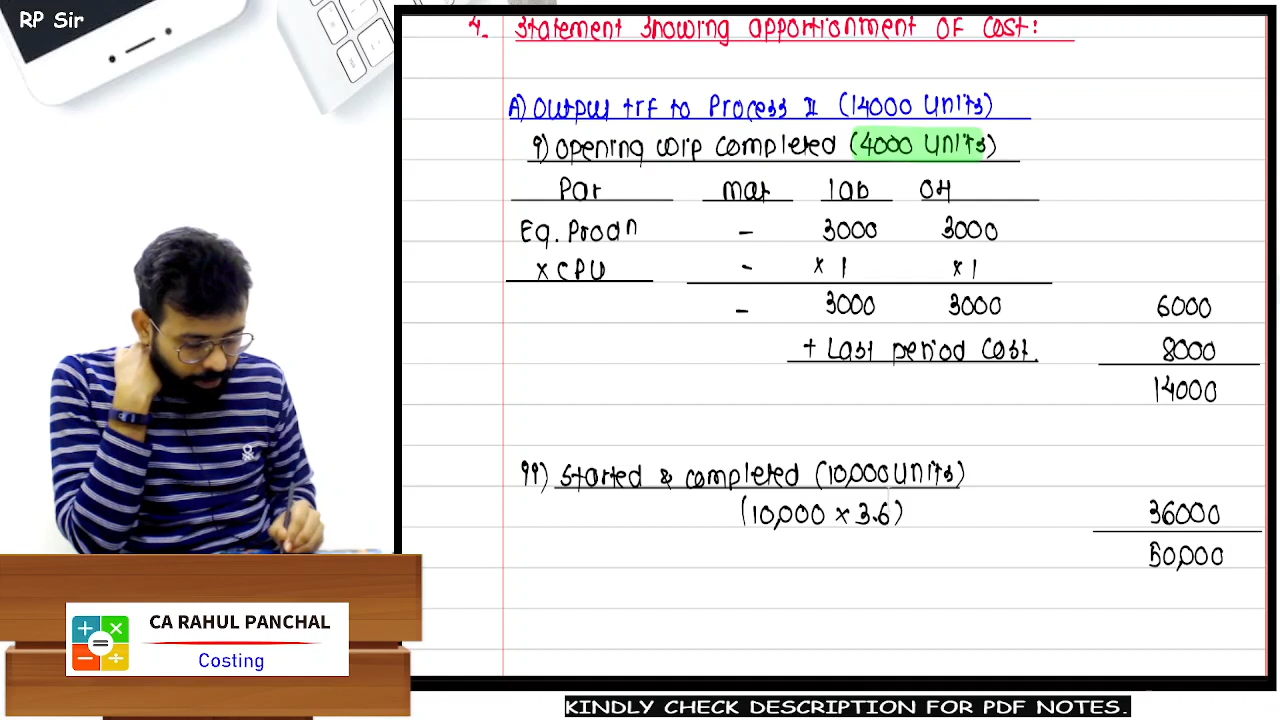 RP Sir
4. Statement Showing apportionment of Cost:
A) Output trf to Process II (14000 Units)
i) Opening Wip completed (4000 Units)
Par Mat lab OH
Eq. Prodn - 3000 3000
x CPU - x 1 x 1
- 3000 3000 6000
+ Last period Cost. 8000
14000
ii) Started & completed (10,000 Units)
(10,000 x 3.6) 36000
50,000
CA RAHUL PANCHAL
Costing
KINDLY CHECK DESCRIPTION FOR PDF NOTES.